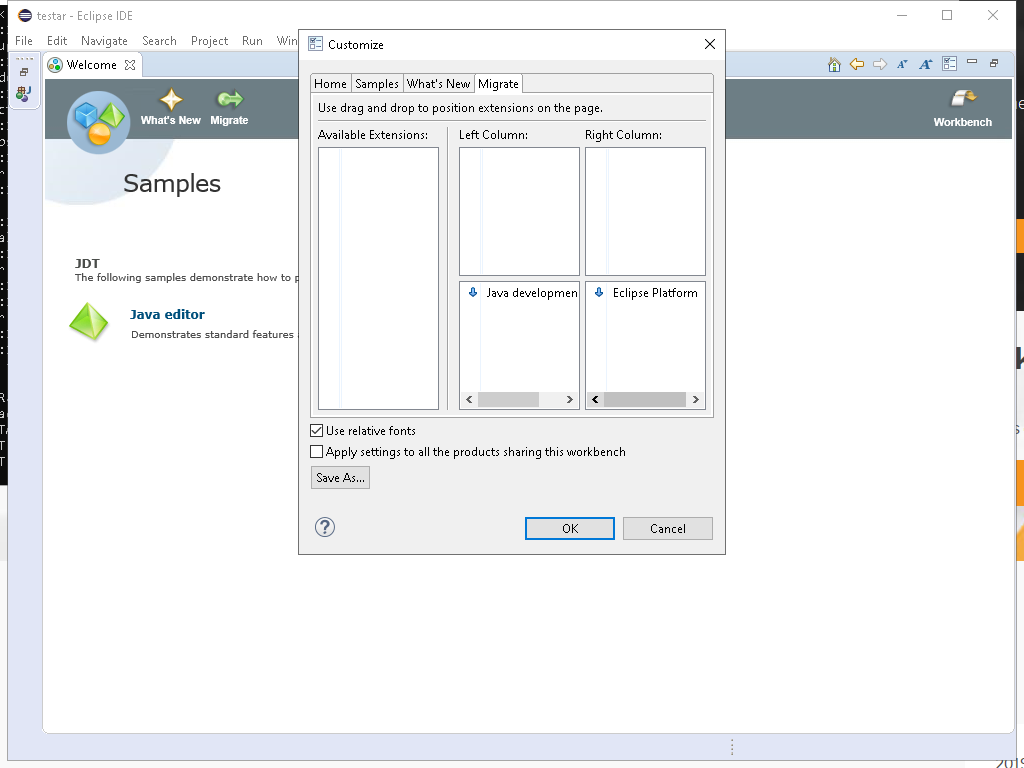 testar - Eclipse IDE
File Edit Navigate Search Project Run Win
Customize
Welcome
Home Samples What's New Migrate
What's New
Migrate
Workbench
Use drag and drop to position extensions on the page.
Available Extensions:
Left Column:
Right Column:
Samples
JDT
The following samples demonstrate how to p
Java editor
Demonstrates standard features
Java developmen
Eclipse Platform
Use relative fonts
Apply settings to all the products sharing this workbench
Save As...
?
OK
Cancel
2019